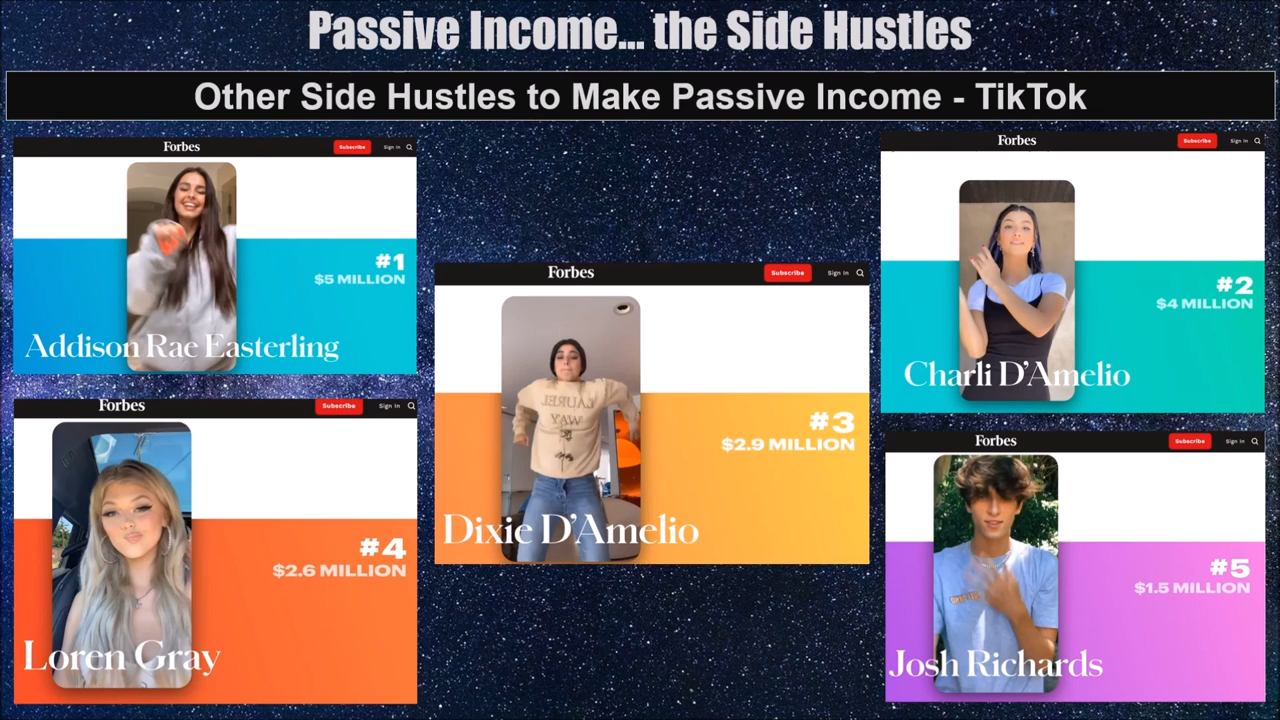 Passive Income... the Side Hustles
Other Side Hustles to Make Passive Income - TikTok
Forbes Subscribe Sign In
#1
$5 MILLION
Addison Rae Easterling
Forbes Subscribe Sign In
#2
$4 MILLION
Charli D'Amelio
Forbes Subscribe Sign In
LAUREL
WAY
#3
$2.9 MILLION
Dixie D'Amelio
Forbes Subscribe Sign In
#4
$2.6 MILLION
Loren Gray
Forbes Subscribe Sign In
#5
$1.5 MILLION
Josh Richards